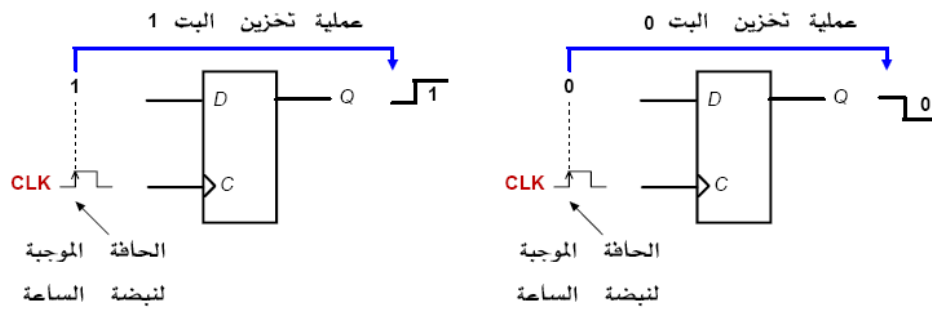 عملية تخزين البت 1
عملية تخزين البت 0
1
D
Q
1
CLK
C
الحافة الموجبة
لنبضة الساعة
0
D
Q
0
CLK
C
الحافة الموجبة
لنبضة الساعة